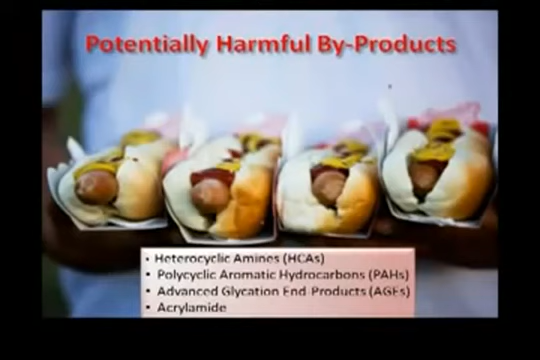 Potentially Harmful By-Products
• Heterocyclic Amines (HCAs)
• Polycyclic Aromatic Hydrocarbons (PAHs)
• Advanced Glycation End-Products (AGEs)
• Acrylamide